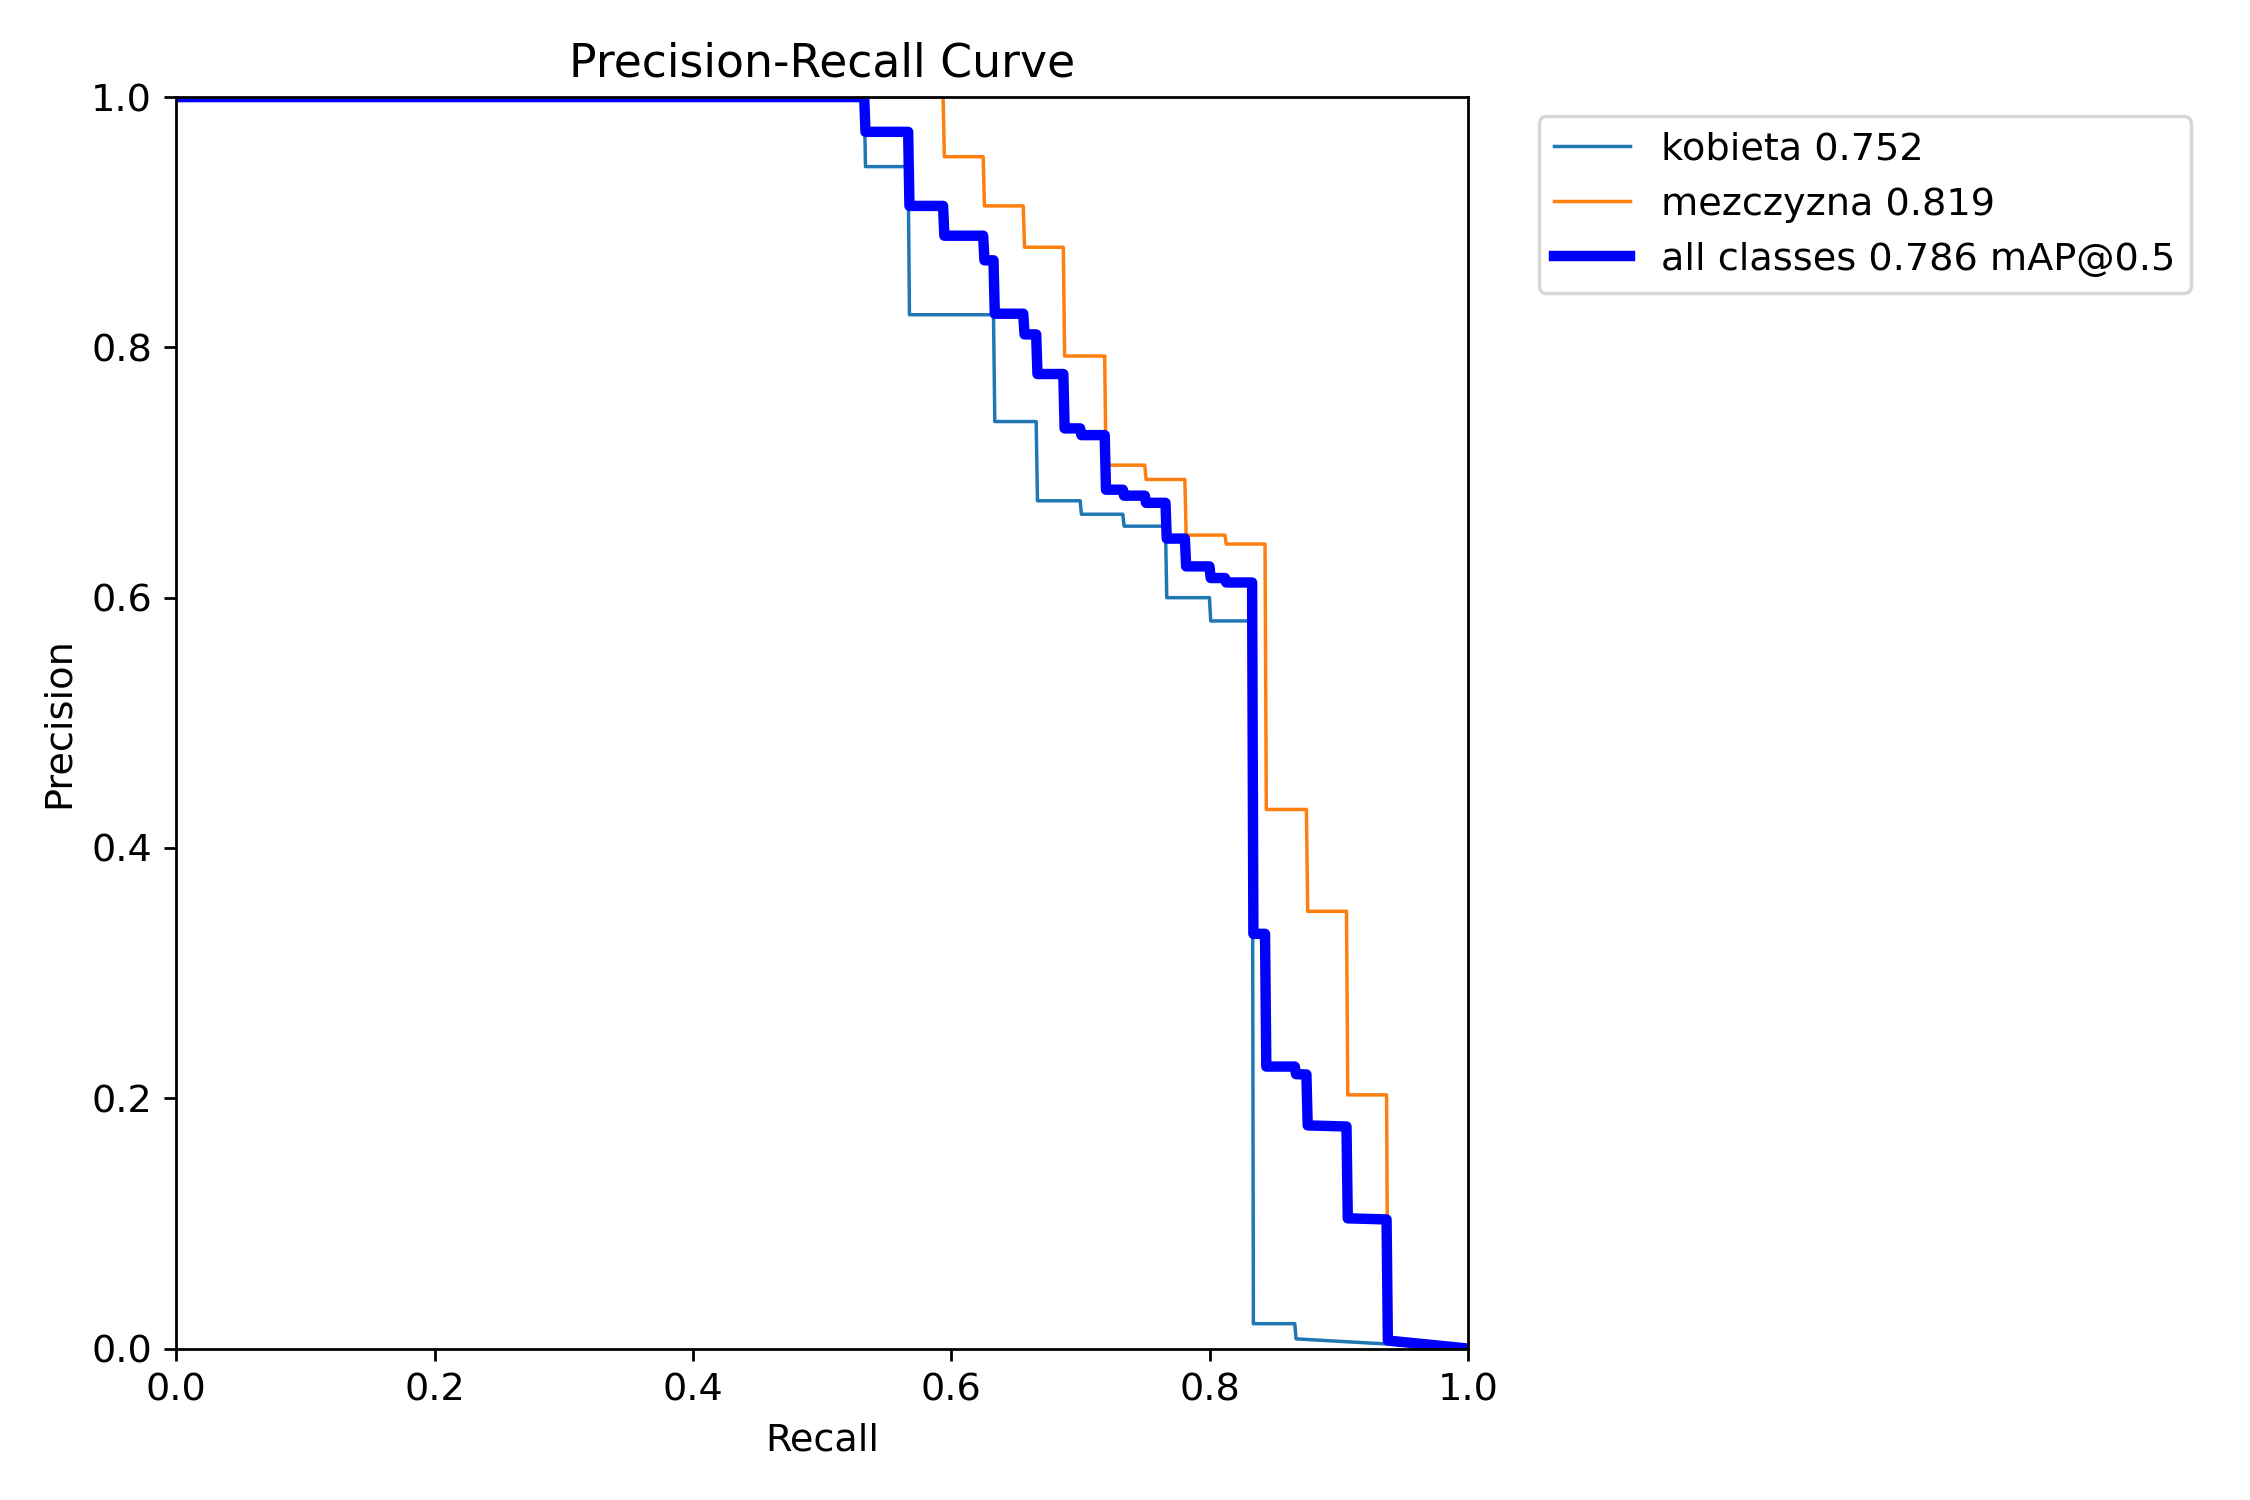 Precision-Recall Curve
kobieta 0.752
mezczyzna 0.819
all classes 0.786 mAP@0.5
1.0
0.8
0.6
0.4
0.2
0.0
Precision
0.0 0.2 0.4 0.6 0.8 1.0
Recall